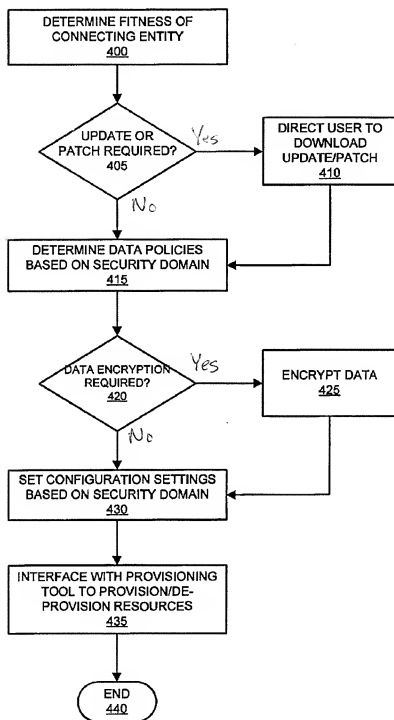 DETERMINE FITNESS OF
CONNECTING ENTITY
400
UPDATE OR
PATCH REQUIRED?
405
Yes
DIRECT USER TO
DOWNLOAD
UPDATE/PATCH
410
No
DETERMINE DATA POLICIES
BASED ON SECURITY DOMAIN
415
DATA ENCRYPTION
REQUIRED?
420
Yes
ENCRYPT DATA
425
No
SET CONFIGURATION SETTINGS
BASED ON SECURITY DOMAIN
430
INTERFACE WITH PROVISIONING
TOOL TO PROVISION/DE-
PROVISION RESOURCES
435
END
440